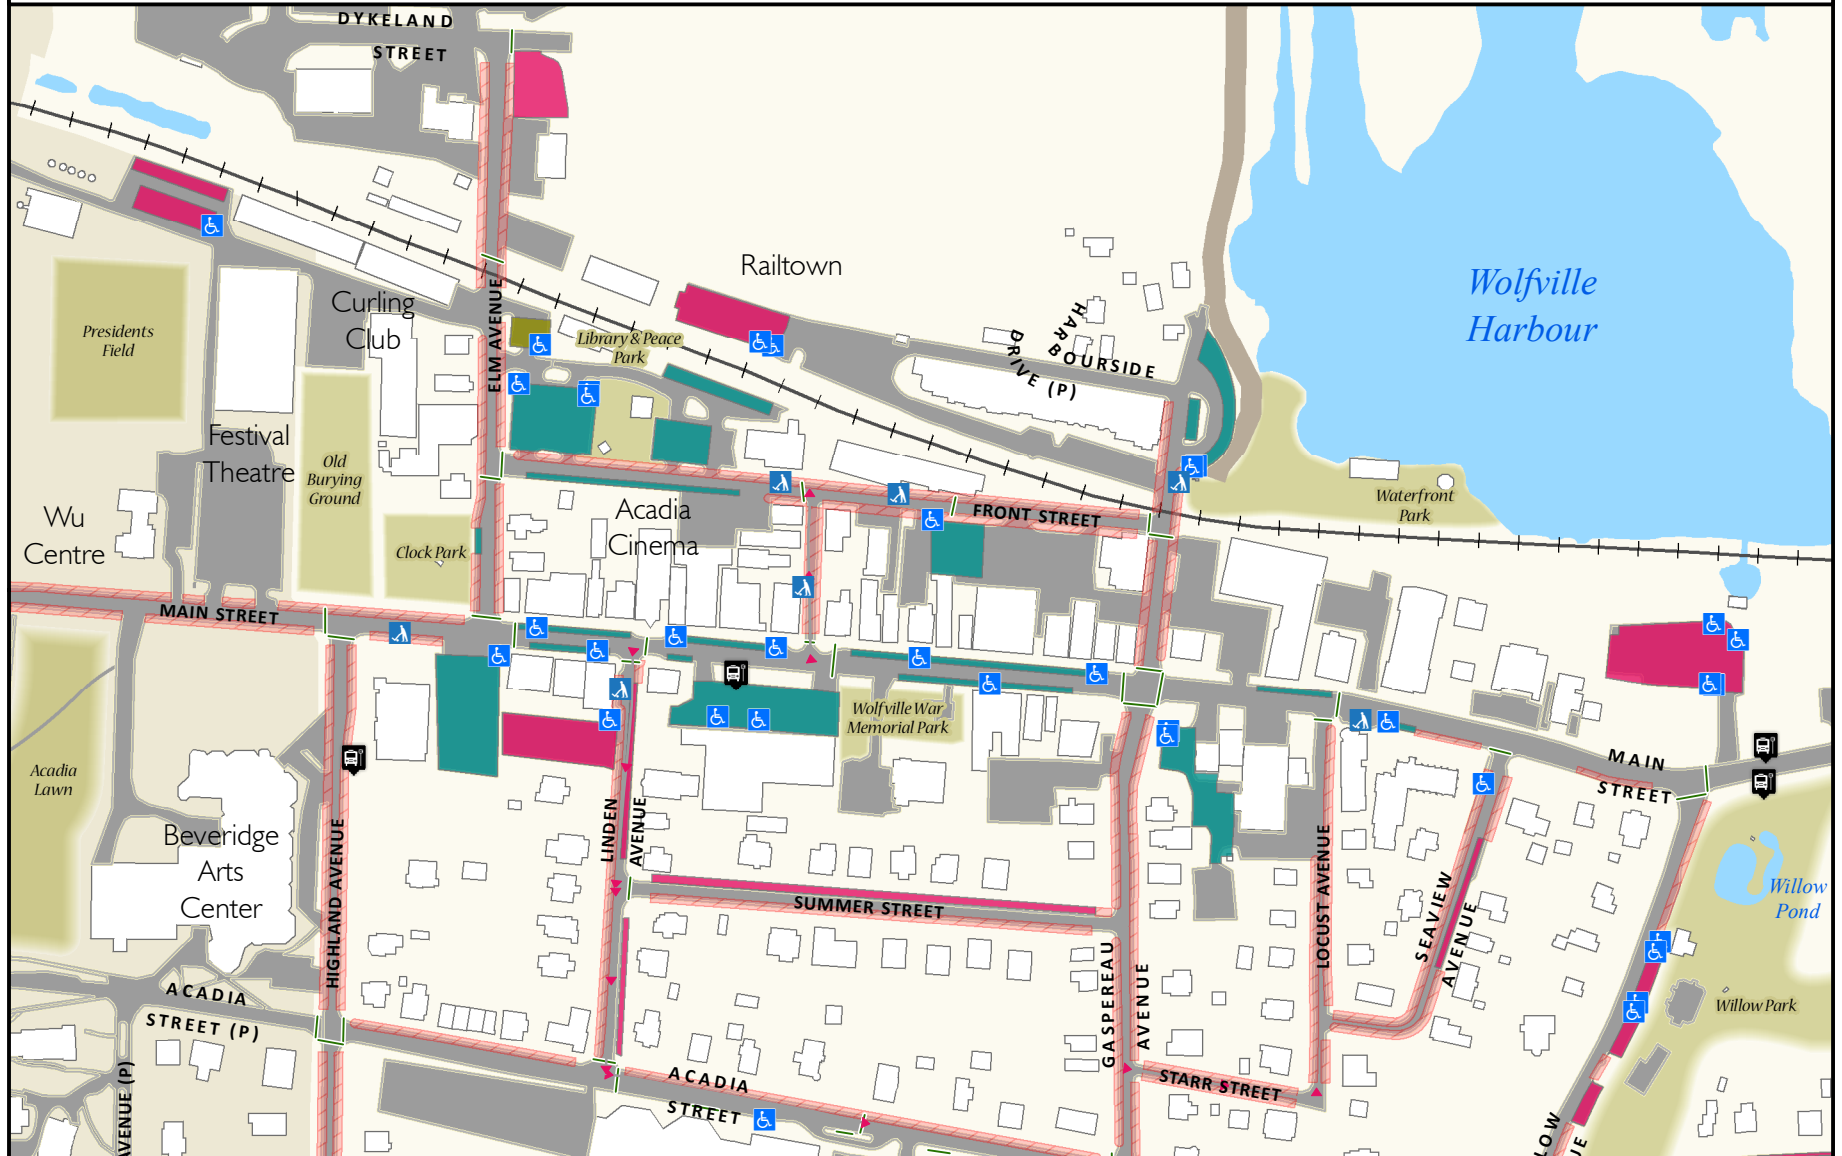 DYKELAND
STREET
Railtown
Wolfville
Harbour
HARBOURSIDE
DRIVE (P)
ELM AVENUE
Curling
Club
Presidents
Field
Library & Peace
Park
Festival
Theatre
Old
Burying
Ground
Waterfront
Park
Wu
Centre
Clock Park
Acadia
Cinema
FRONT STREET
MAIN STREET
Wolfville War
Memorial Park
MAIN
STREET
Acadia
Lawn
Beveridge
Arts
Center
HIGHLAND AVENUE
LINDEN
AVENUE
SUMMER STREET
GASPEREAU
AVENUE
LOCUST AVENUE
SEAVIEW
AVENUE
Willow
Pond
Willow Park
ACADIA
STREET (P)
AVENUE (P)
ACADIA
STREET
STARR STREET
LOW
UE